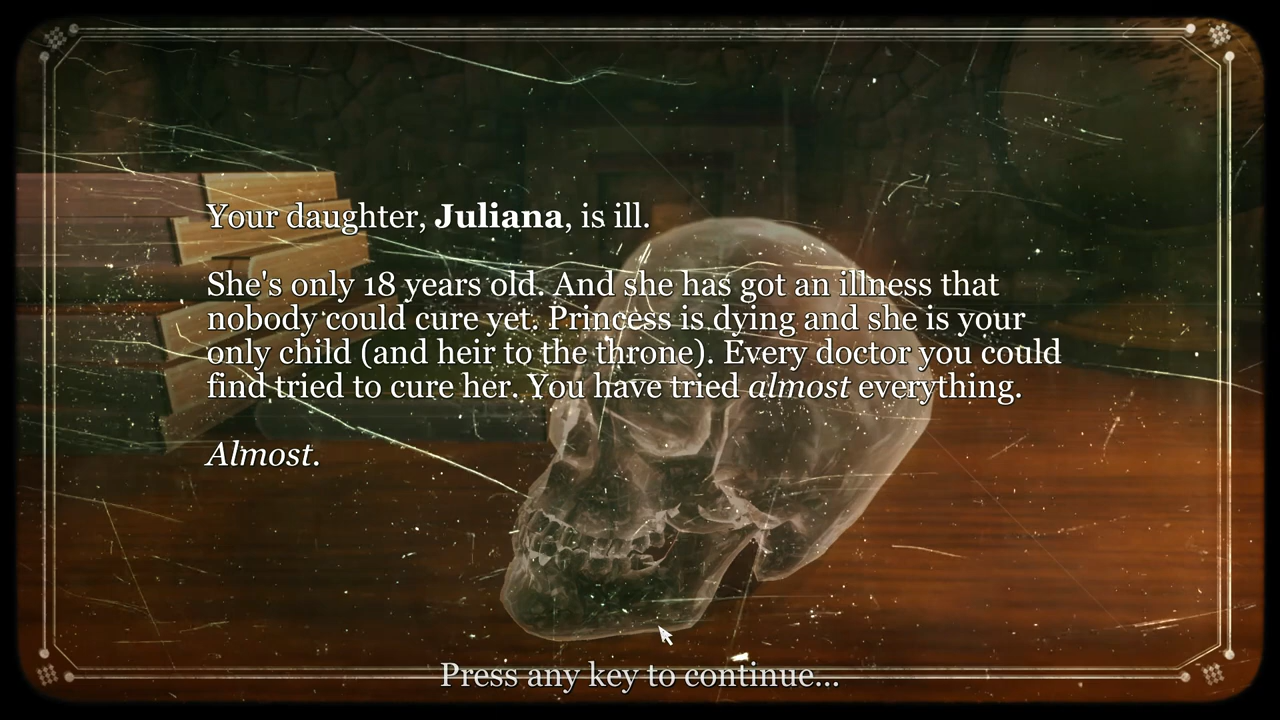 Your daughter, Juliana, is ill.
She's only 18 years old. And she has got an illness that
nobody could cure yet. Princess is dying and she is your
only child (and heir to the throne). Every doctor you could
find tried to cure her. You have tried almost everything.
Almost.
Press any key to continue...